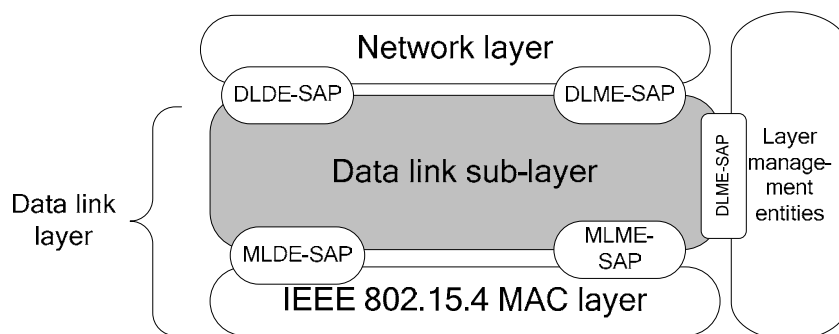 Network layer
DLDE-SAP
DLME-SAP
Data link sub-layer
DLME-SAP
Layer
manage-
ment
entities
Data link
layer
MLDE-SAP
MLME-
SAP
IEEE 802.15.4 MAC layer